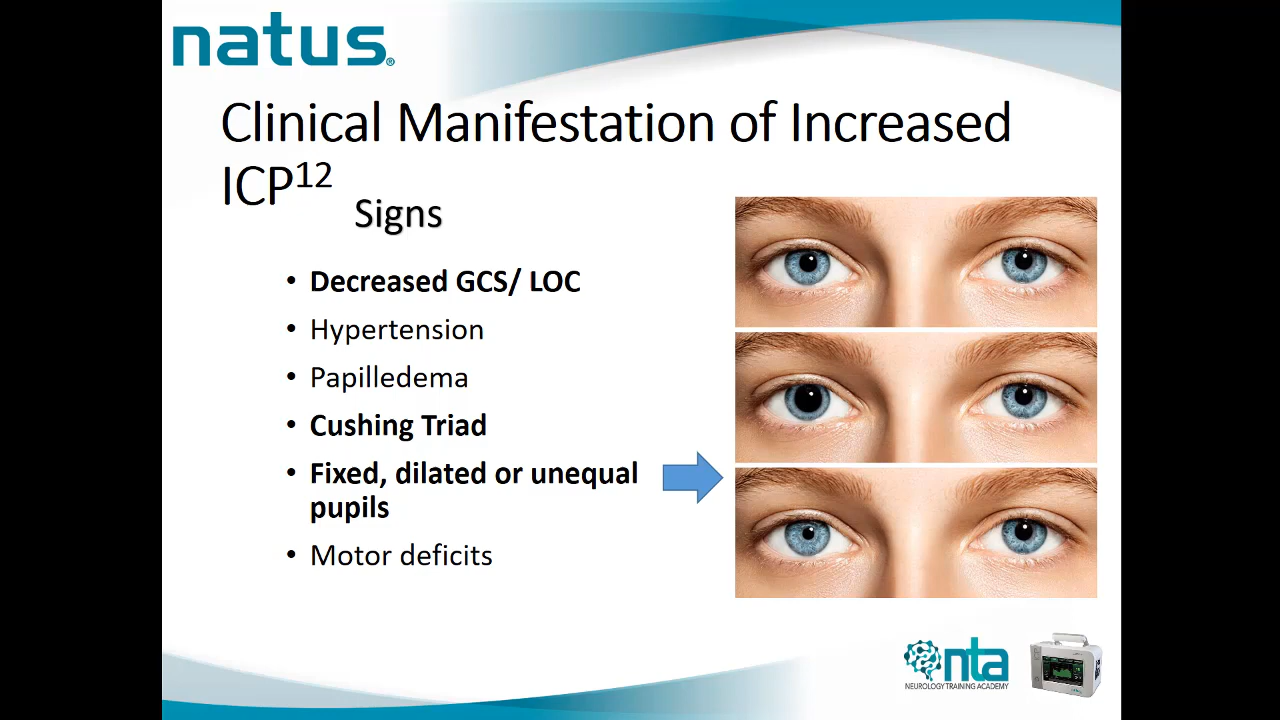 natus®
Clinical Manifestation of Increased
ICP12
Signs
• Decreased GCS/ LOC
• Hypertension
• Papilledema
• Cushing Triad
• Fixed, dilated or unequal
pupils
• Motor deficits
nta
NEUROLOGY TRAINING ACADEMY